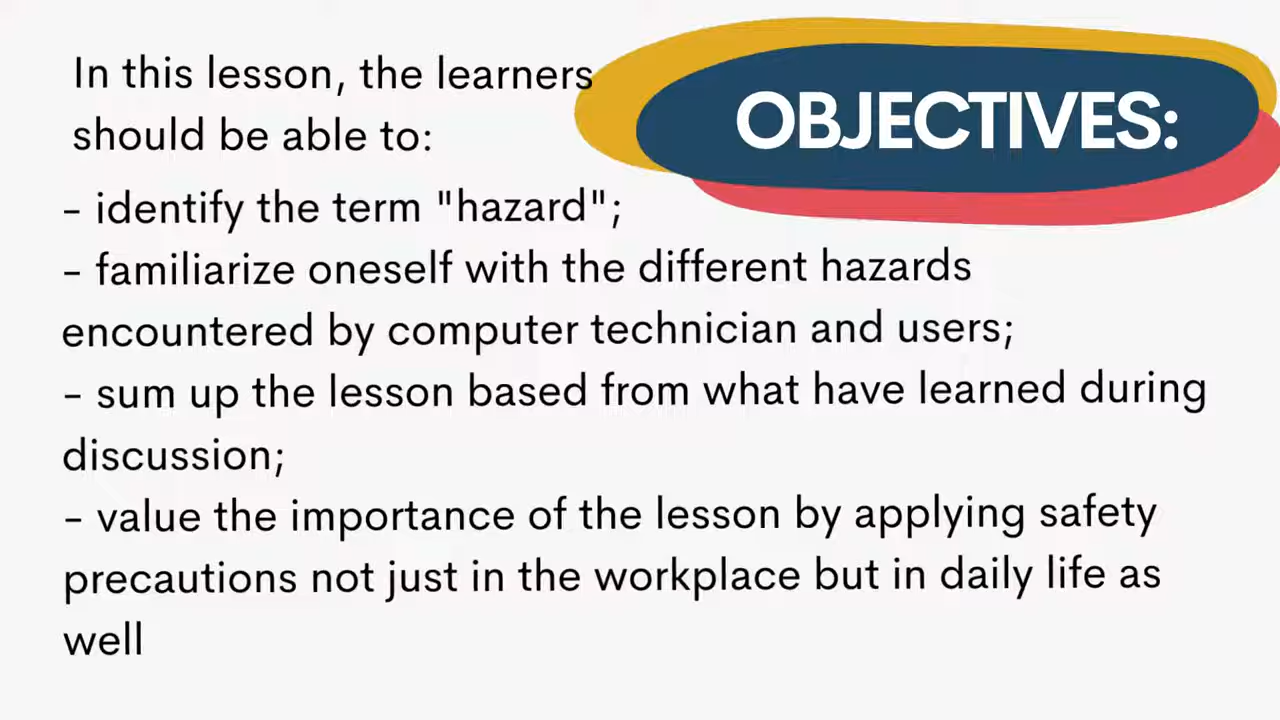 In this lesson, the learners
should be able to:
OBJECTIVES:
- identify the term "hazard";
- familiarize oneself with the different hazards
encountered by computer technician and users;
- sum up the lesson based from what have learned during
discussion;
- value the importance of the lesson by applying safety
precautions not just in the workplace but in daily life as
well